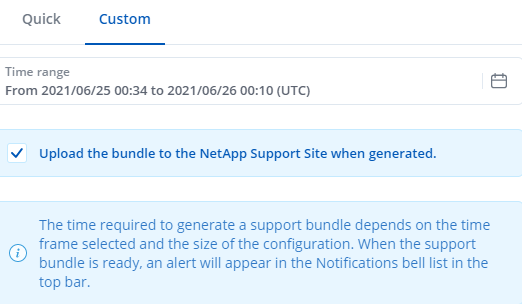 Quick Custom
Time range
From 2021/06/25 00:34 to 2021/06/26 00:10 (UTC)
Upload the bundle to the NetApp Support Site when generated.
The time required to generate a support bundle depends on the time
frame selected and the size of the configuration. When the support
bundle is ready, an alert will appear in the Notifications bell list in the
top bar.